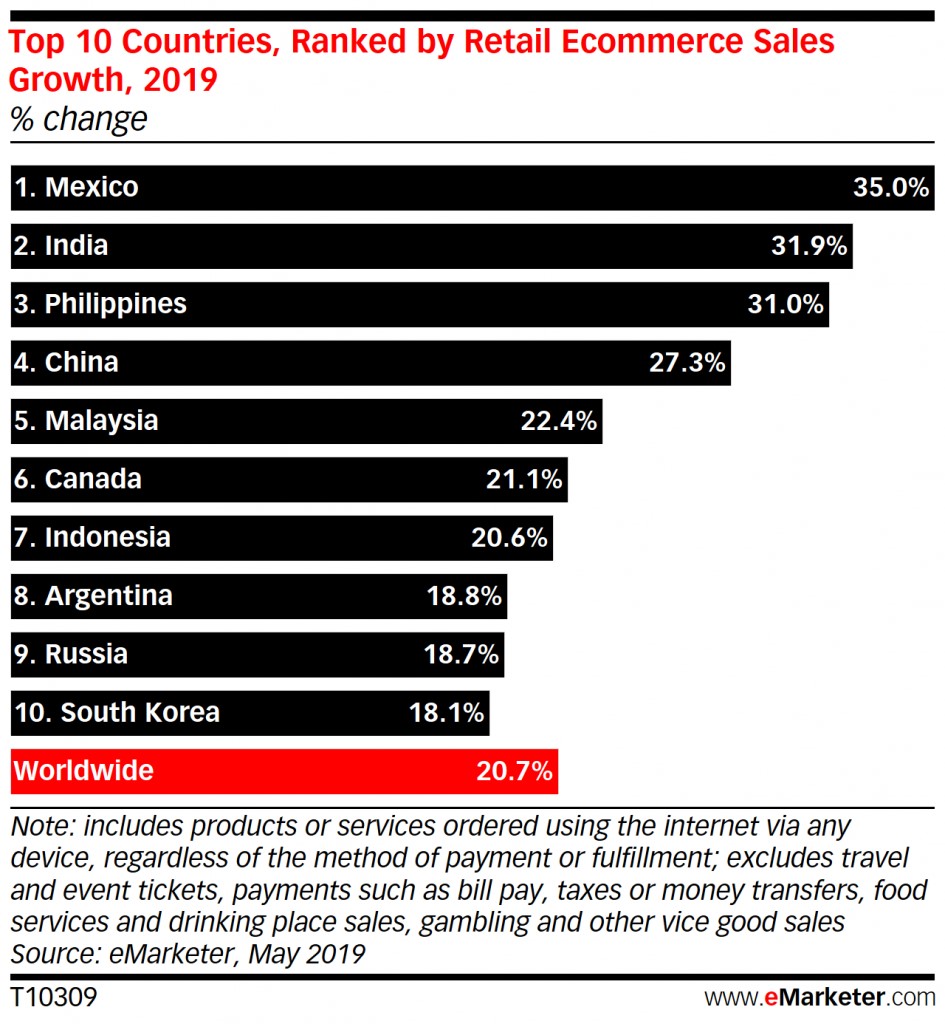 Top 10 Countries, Ranked by Retail Ecommerce Sales
Growth, 2019
% change
1. Mexico 35.0%
2. India 31.9%
3. Philippines 31.0%
4. China 27.3%
5. Malaysia 22.4%
6. Canada 21.1%
7. Indonesia 20.6%
8. Argentina 18.8%
9. Russia 18.7%
10. South Korea 18.1%
Worldwide 20.7%
Note: includes products or services ordered using the internet via any
device, regardless of the method of payment or fulfillment; excludes travel
and event tickets, payments such as bill pay, taxes or money transfers, food
services and drinking place sales, gambling and other vice good sales
Source: eMarketer, May 2019
T10309 www.eMarketer.com